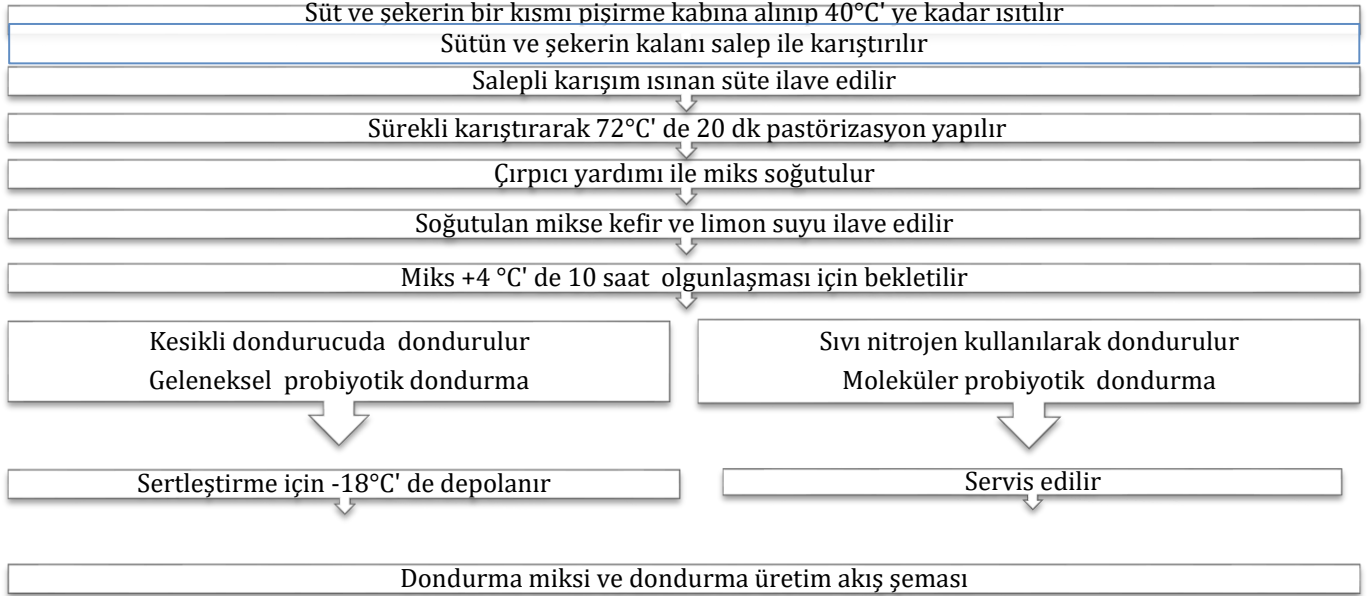 Süt ve şekerin bir kısmı pişirme kabına alınıp 40°C' ye kadar ısıtılır
Sütün ve şekerin kalanı salep ile karıştırılır
Salepli karışım ısınan süte ilave edilir
Sürekli karıştırarak 72°C' de 20 dk pastörizasyon yapılır
Çırpıcı yardımı ile miks soğutulur
Soğutulan mikse kefir ve limon suyu ilave edilir
Miks +4 °C' de 10 saat olgunlaşması için bekletilir
Kesikli dondurucuda dondurulur
Geleneksel probiyotik dondurma
Sıvı nitrojen kullanılarak dondurulur
Moleküler probiyotik dondurma
Sertleştirme için -18°C' de depolanır
Servis edilir
Dondurma miksi ve dondurma üretim akış şeması